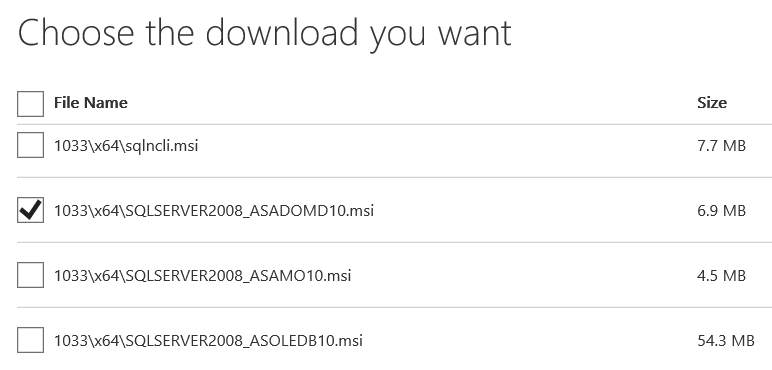 Choose the download you want
File Name Size
1033\x64\sqlncli.msi 7.7 MB
1033\x64\SQLSERVER2008_ASADOMD10.msi 6.9 MB
1033\x64\SQLSERVER2008_ASAMO10.msi 4.5 MB
1033\x64\SQLSERVER2008_ASOLEDB10.msi 54.3 MB